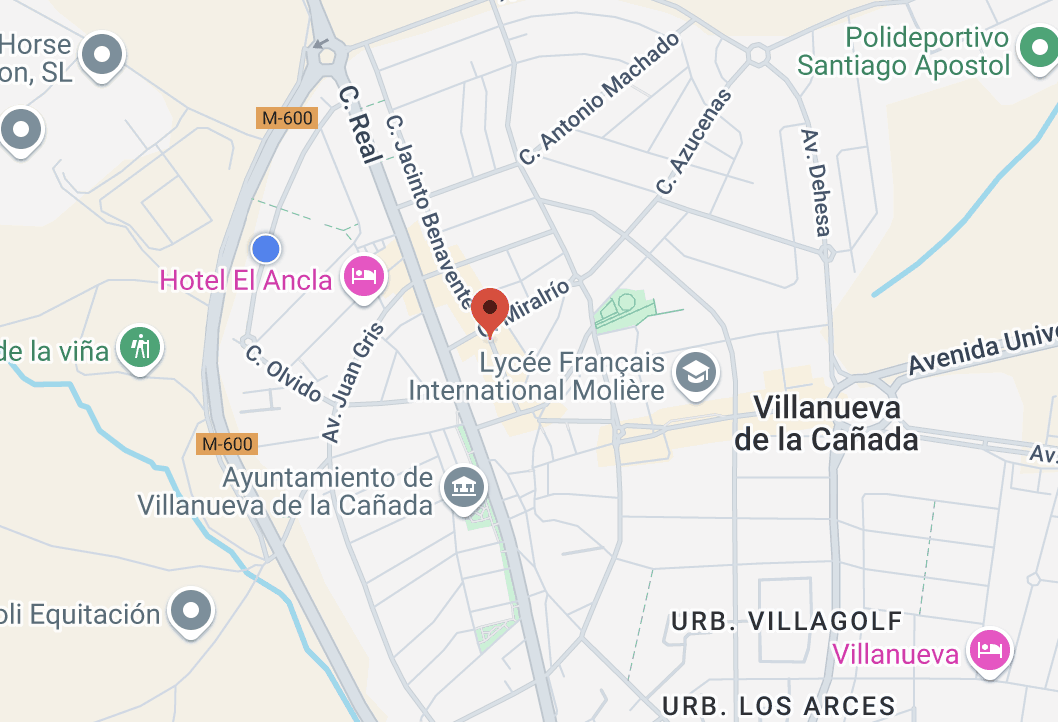 Horse
on, SL
Polideportivo
Santiago Apostol
M-600
C. Real
C. Jacinto Benavente
C. Antonio Machado
C. Azucenas
Av. Dehesa
Hotel El Ancla
C. Miralrío
de la viña
C. Olvido
Av. Juan Gris
Lycée Français
International Molière
Avenida Unive
Villanueva
de la Cañada
M-600
Av.
Ayuntamiento de
Villanueva de la Cañada
oli Equitación
URB. VILLAGOLF
Villanueva
URB. LOS ARCES